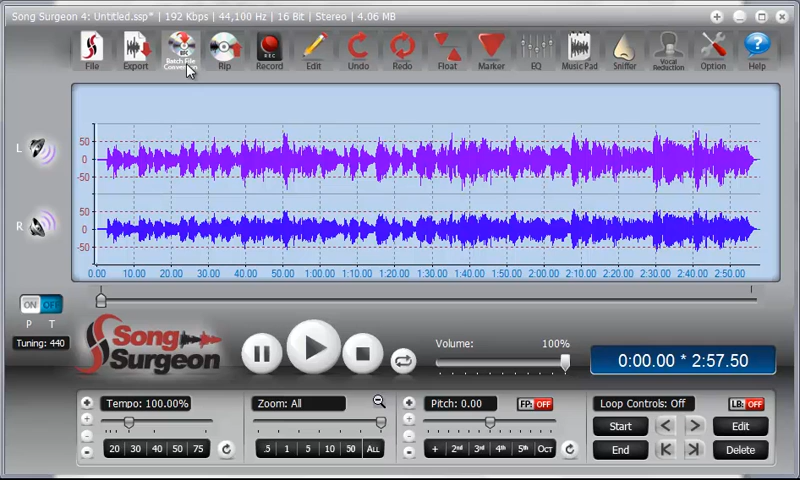 Song Surgeon 4: Untitled.ssp* | 192 Kbps | 44,100 Hz | 16 Bit | Stereo | 4.06 MB
File
Export
Batch File
Conversion
Rip
REC
Record
Edit
Undo
Redo
Float
Marker
EQ
Music Pad
Sniffer
Vocal
Reduction
Option
Help
L
50
0
-50
R
50
0
-50
0.00 10.00 20.00 30.00 40.00 50.00 1:00.00 1:10.00 1:20.00 1:30.00 1:40.00 1:50.00 2:00.00 2:10.00 2:20.00 2:30.00 2:40.00 2:50.00
ON OFF
P T
Tuning: 440
Song
Surgeon
Volume: 100%
0:00.00 * 2:57.50
Tempo: 100.00%
20 30 40 50 75
Zoom: All
.5 1 5 10 50 ALL
Pitch: 0.00 FP: OFF
+ 2nd 3rd 4th 5th Oct
Loop Controls: Off LB: OFF
Start Edit
End Delete